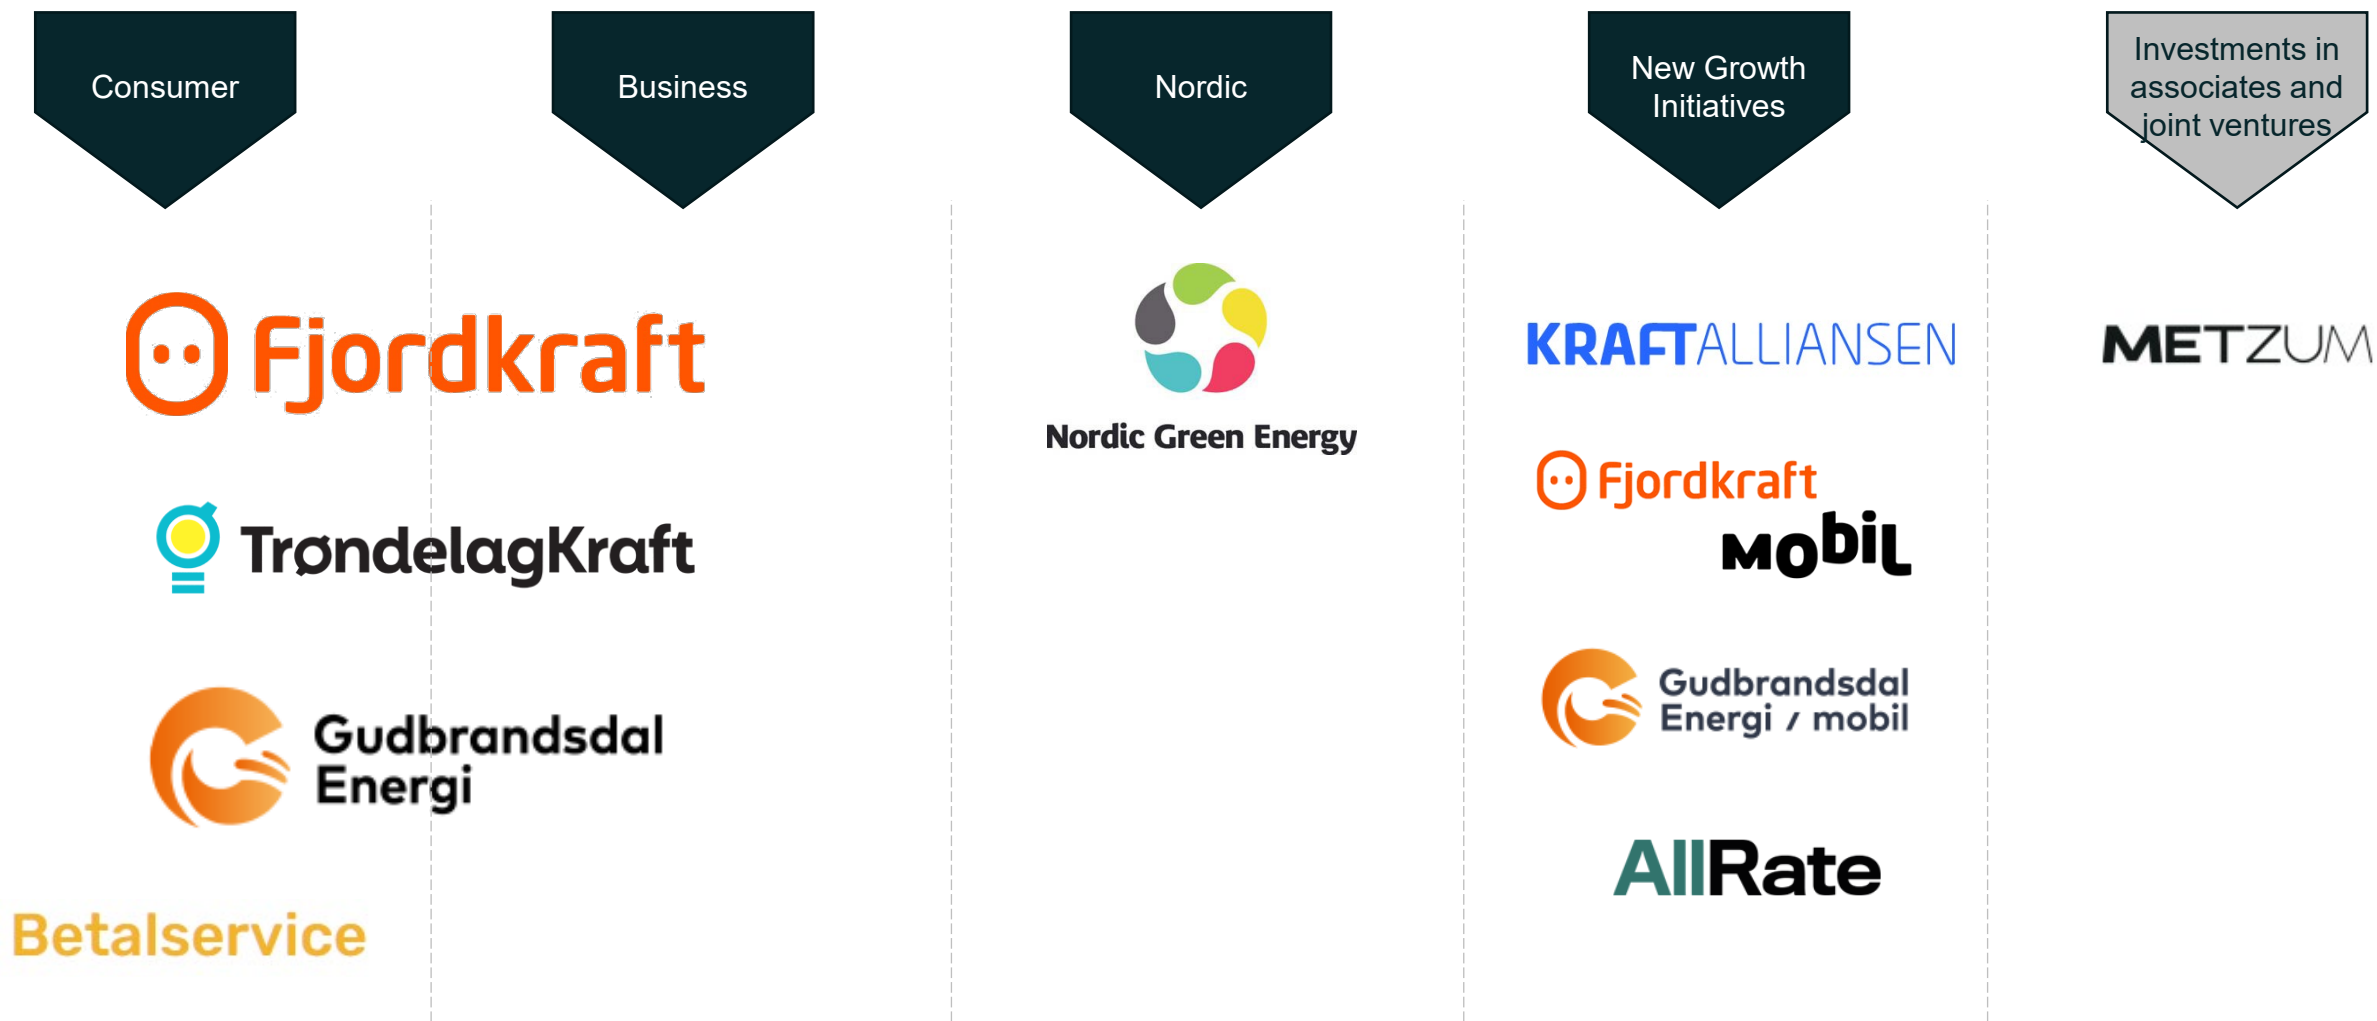 Consumer
Business
Nordic
New Growth
Initiatives
Investments in
associates and
joint ventures
Fjordkraft
TrøndelagKraft
Gudbrandsdal
Energi
Betalservice
Nordic Green Energy
KRAFTALLIANSEN
Fjordkraft
MObiL
Gudbrandsdal
Energi / mobil
AllRate
METZUM